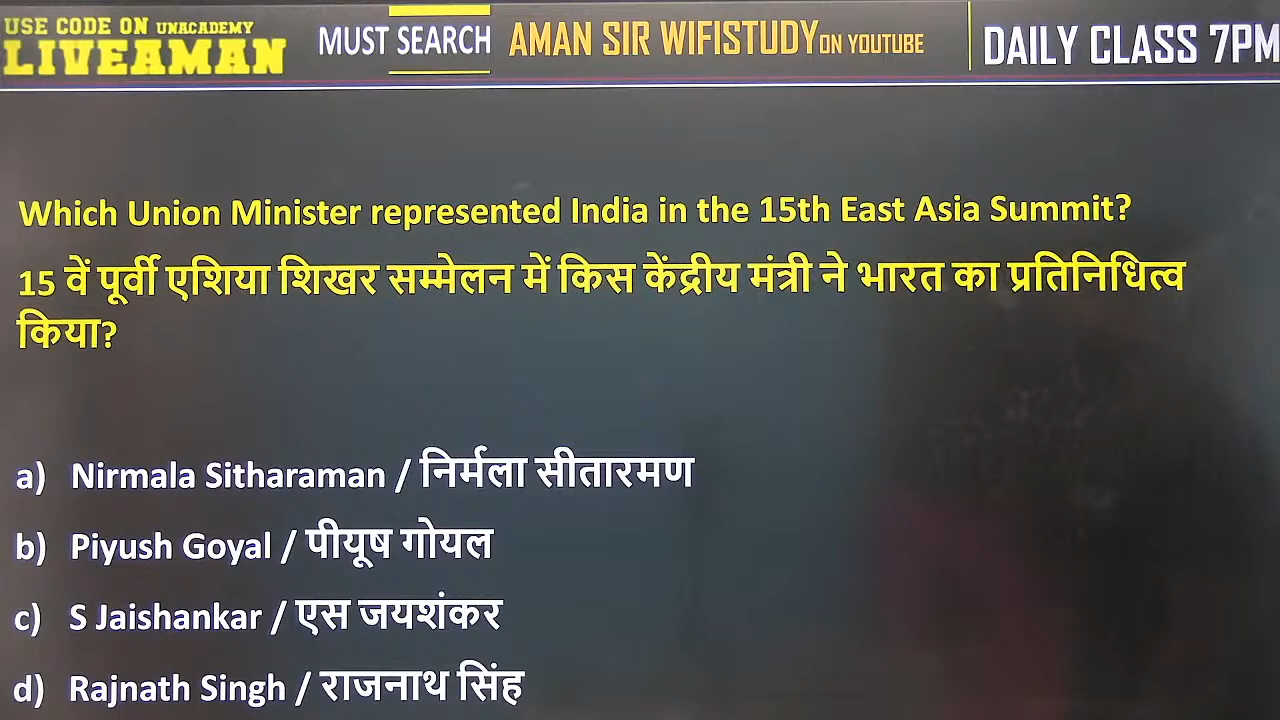 USE CODE ON UNACADEMY
LIVEAMAN
MUST SEARCH
AMAN SIR WIFISTUDY ON YOUTUBE
DAILY CLASS 7PM
Which Union Minister represented India in the 15th East Asia Summit?
15 वें पूर्वी एशिया शिखर सम्मेलन में किस केंद्रीय मंत्री ने भारत का प्रतिनिधित्व
किया?
a) Nirmala Sitharaman / निर्मला सीतारमण
b) Piyush Goyal / पीयूष गोयल
c) S Jaishankar / एस जयशंकर
d) Rajnath Singh / राजनाथ सिंह